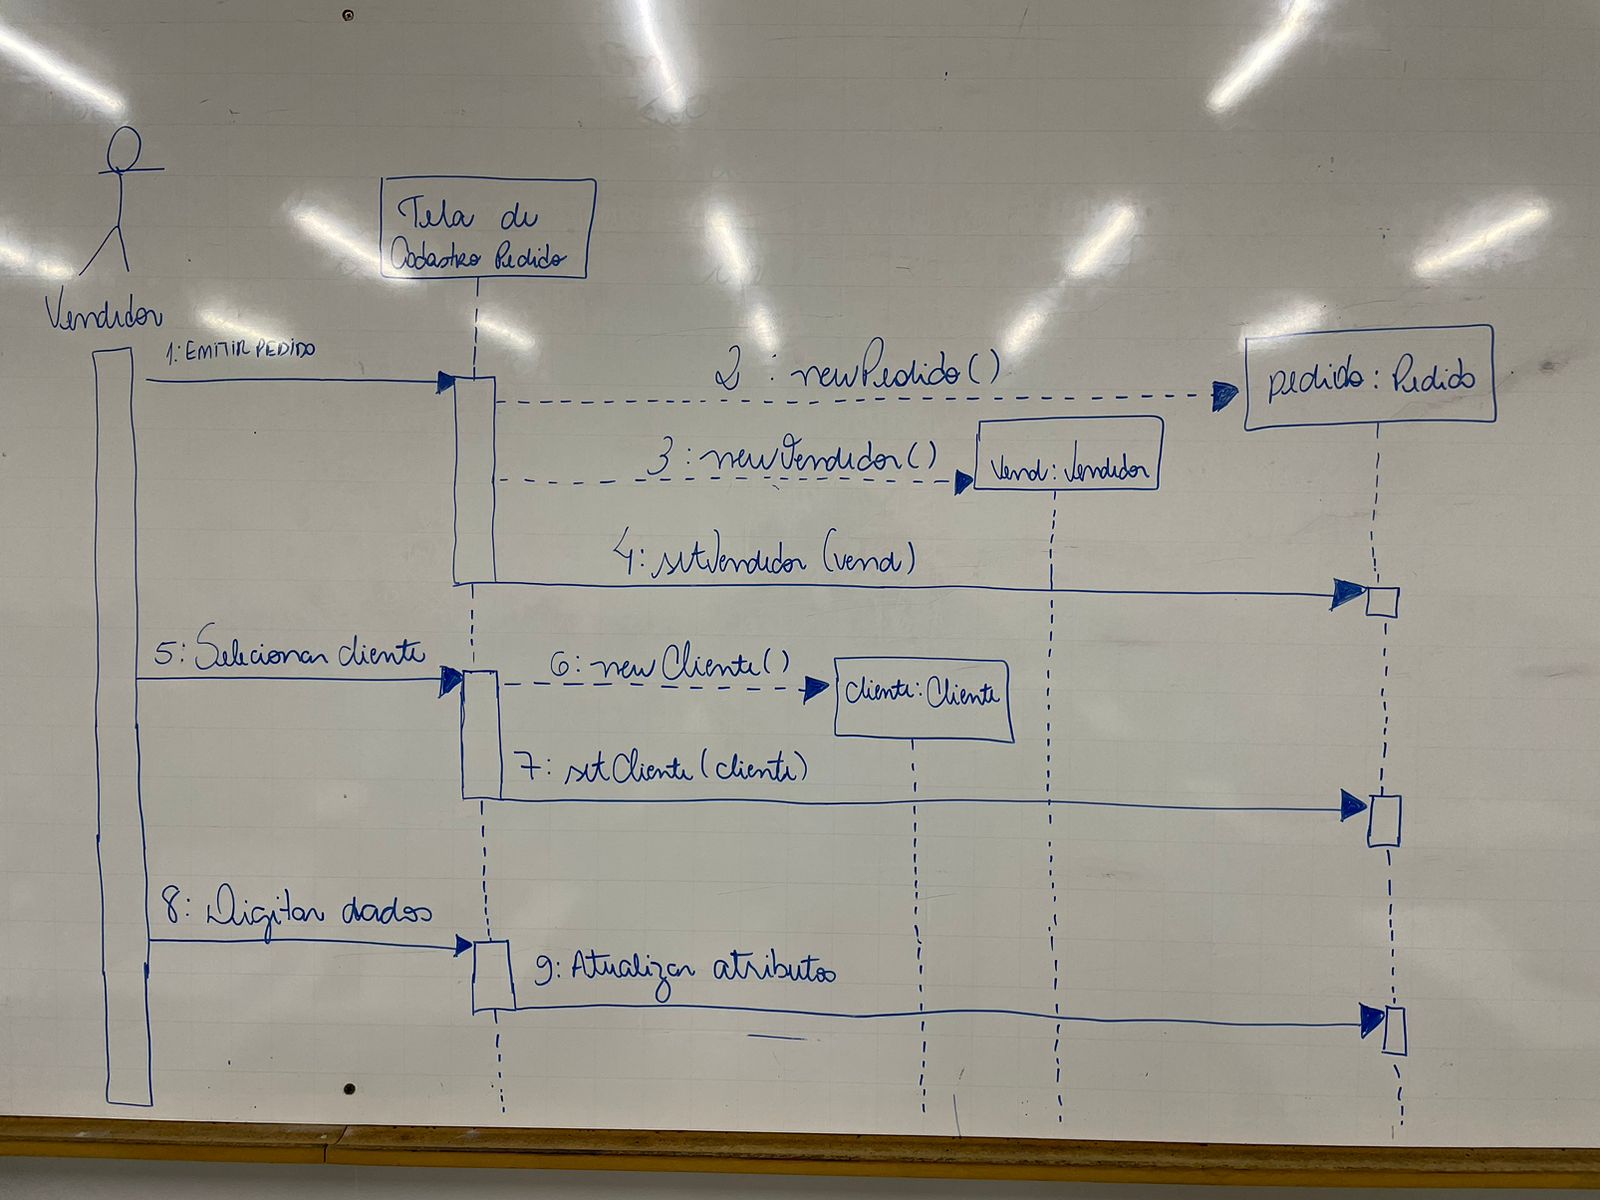 Tela de
Cadastro Pedido
Vendedor
1: EMITIR PEDIDO
2 : newPedido()
pedido: Pedido
3 : newVendedor()
Vend: Vendedor
4: setVendedor (vend)
5: Selecionar cliente
6: new Cliente()
cliente: Cliente
7: setCliente (cliente)
8: Digitar dados
9: Atualizar atributos